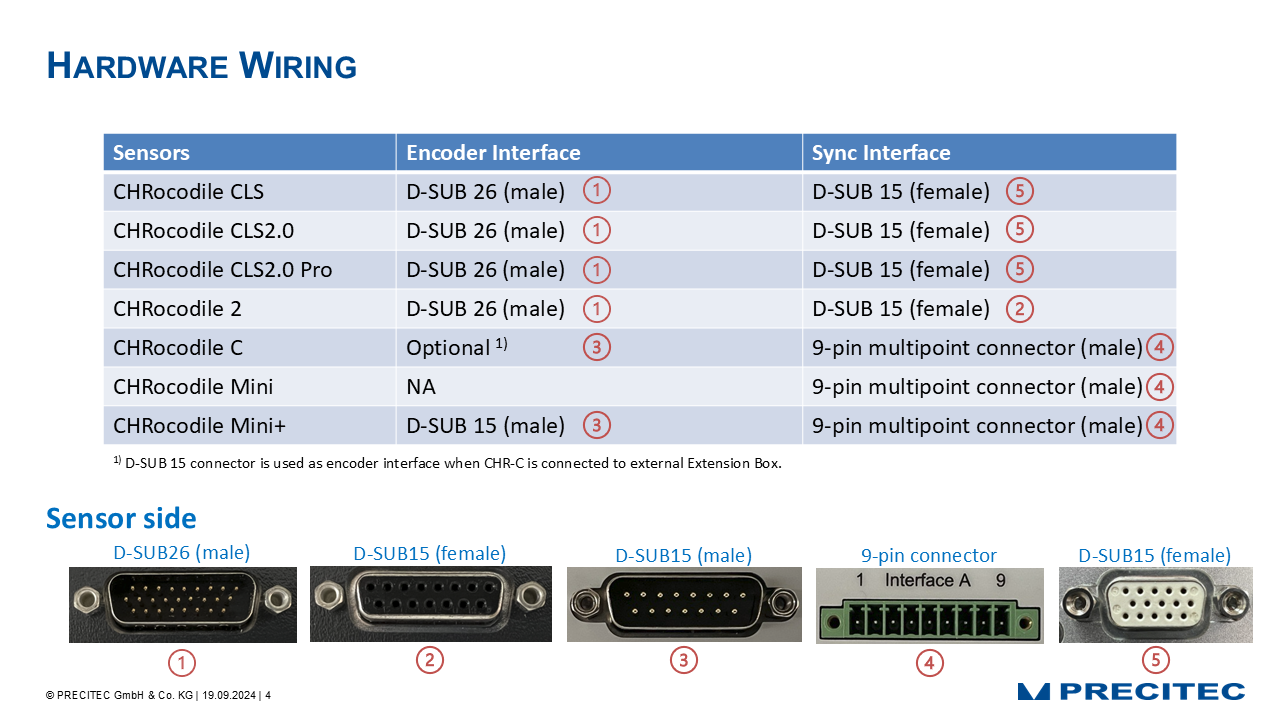 HARDWARE WIRING
Sensors Encoder Interface Sync Interface
CHRocodile CLS D-SUB 26 (male) 1 D-SUB 15 (female) 5
CHRocodile CLS2.0 D-SUB 26 (male) 1 D-SUB 15 (female) 5
CHRocodile CLS2.0 Pro D-SUB 26 (male) 1 D-SUB 15 (female) 5
CHRocodile 2 D-SUB 26 (male) 1 D-SUB 15 (female) 2
CHRocodile C Optional 1) 3 9-pin multipoint connector (male) 4
CHRocodile Mini NA 9-pin multipoint connector (male) 4
CHRocodile Mini+ D-SUB 15 (male) 3 9-pin multipoint connector (male) 4
1) D-SUB 15 connector is used as encoder interface when CHR-C is connected to external Extension Box.
Sensor side
D-SUB26 (male) D-SUB15 (female) D-SUB15 (male) 9-pin connector D-SUB15 (female)
1 Interface A 9
1 2 3 4 5
© PRECITEC GmbH & Co. KG | 19.09.2024 | 4
PRECITEC